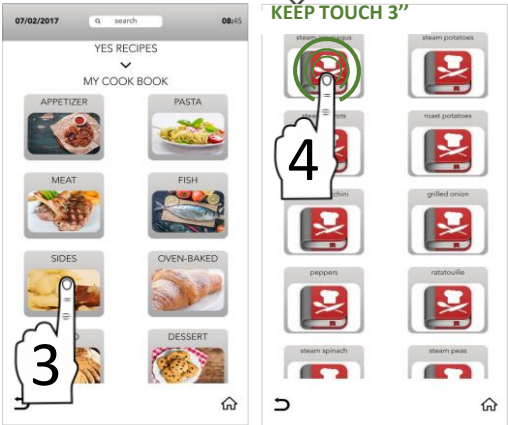 07/02/2017 search 08:45
YES RECIPES
MY COOK BOOK
APPETIZER PASTA
MEAT FISH
SIDES OVEN-BAKED
DESSERT
3
KEEP TOUCH 3’’
steam potatoes
roast potatoes
4
grilled onion
peppers ratatouille
steam spinach steam peas